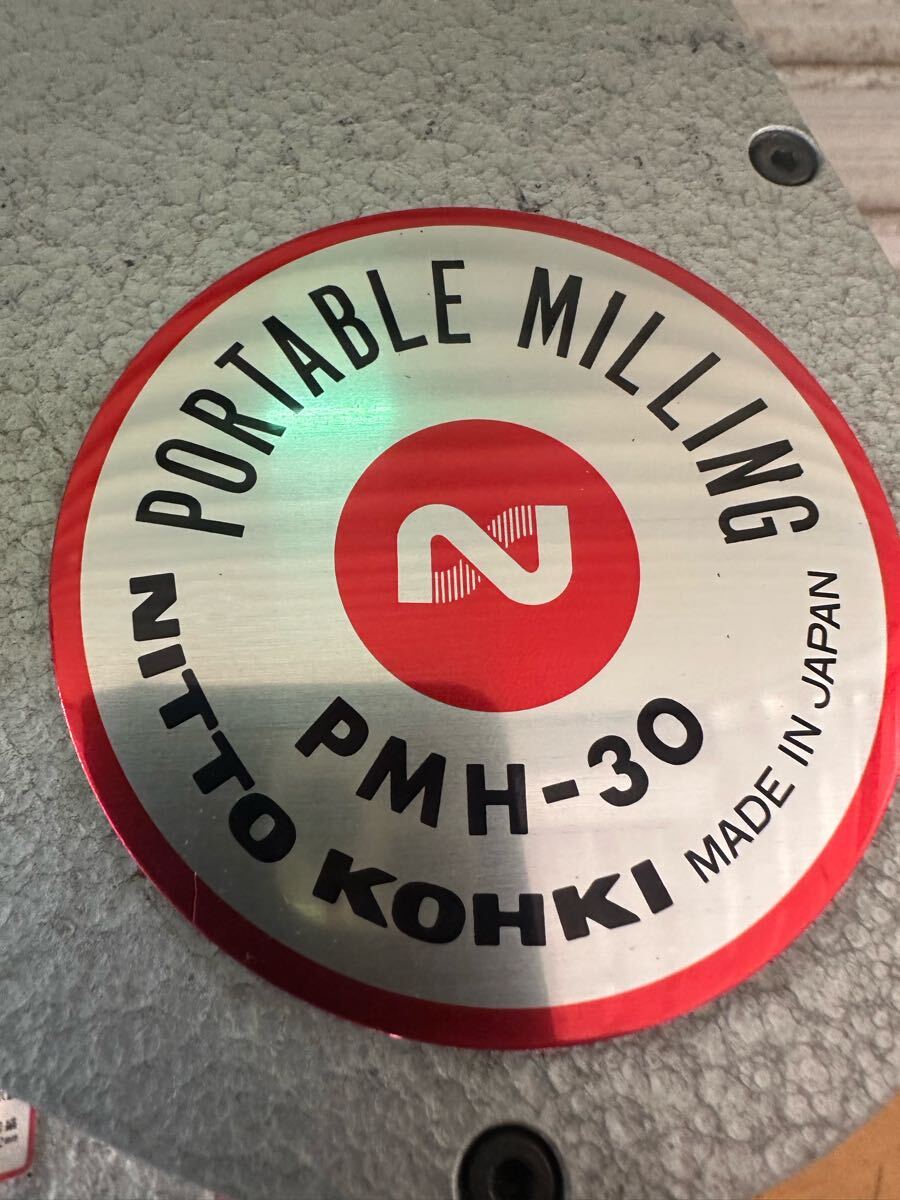 PORTABLE MILLING
N
PMH-30
NITTO KOHKI
MADE IN JAPAN